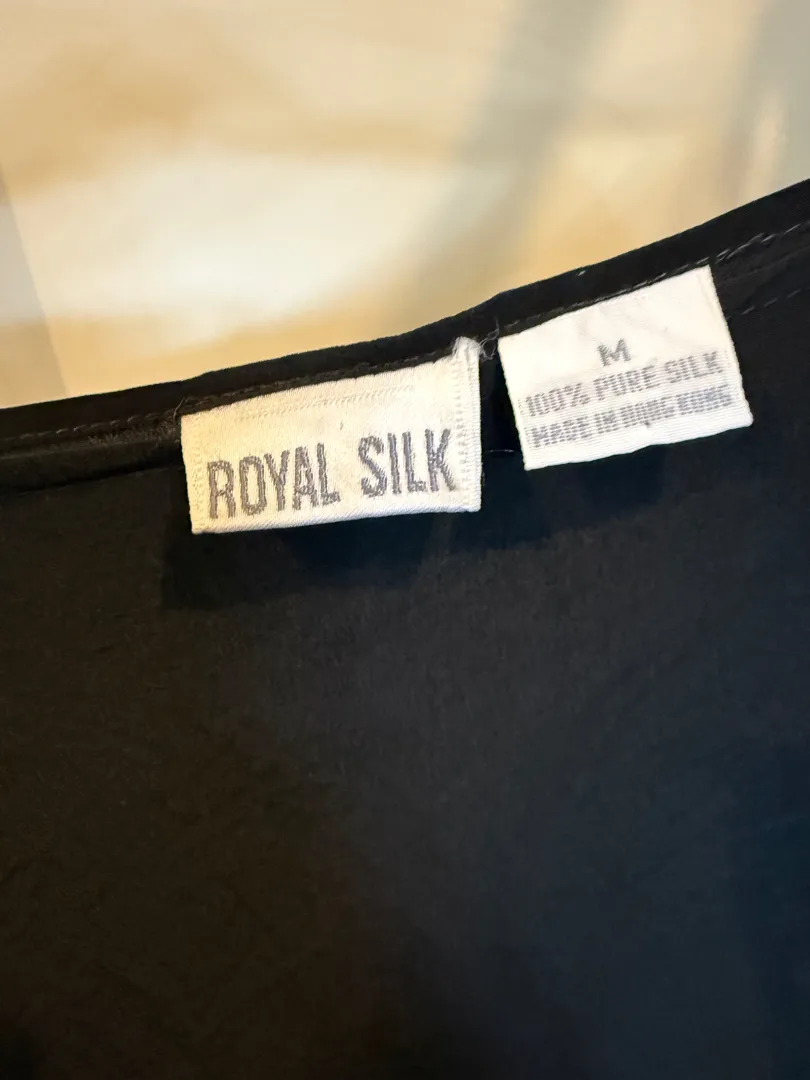 ROYAL SILK
M
100% PURE SILK
MADE IN HONG KONG